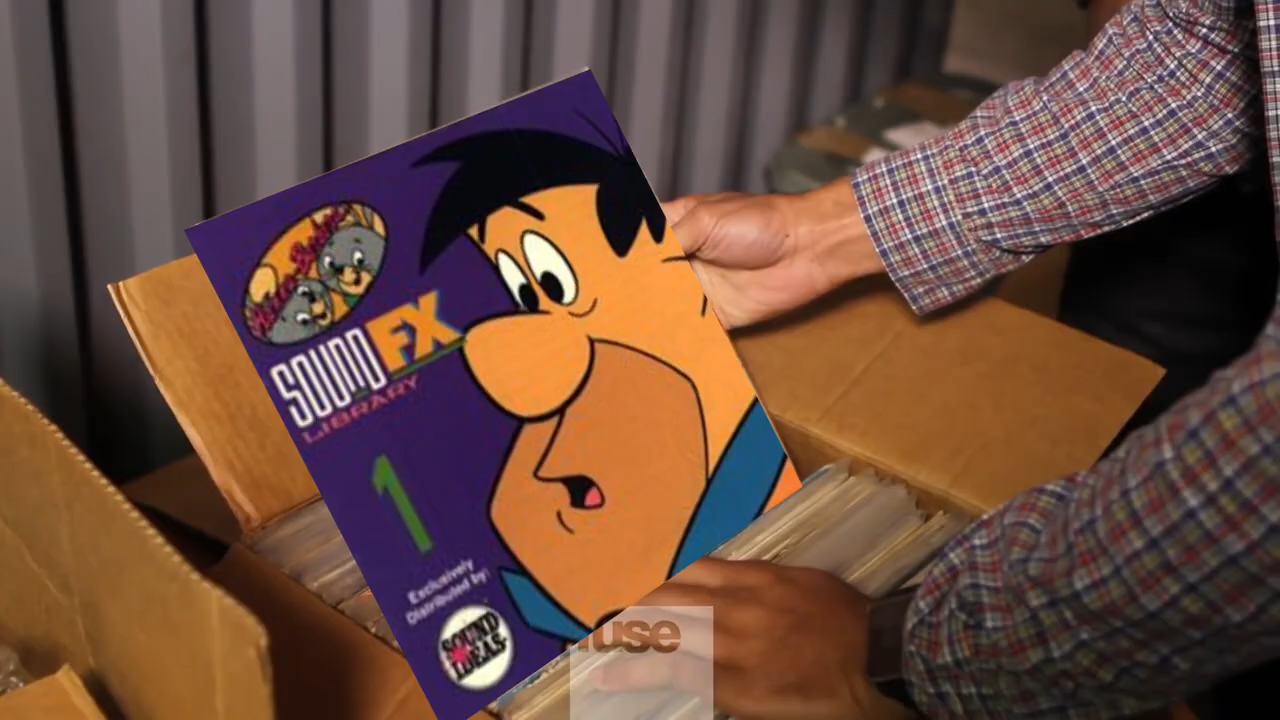 Hanna-Barbera
SOUND FX
LIBRARY
1
Exclusively
Distributed by:
SOUND
IDEAS
fuse